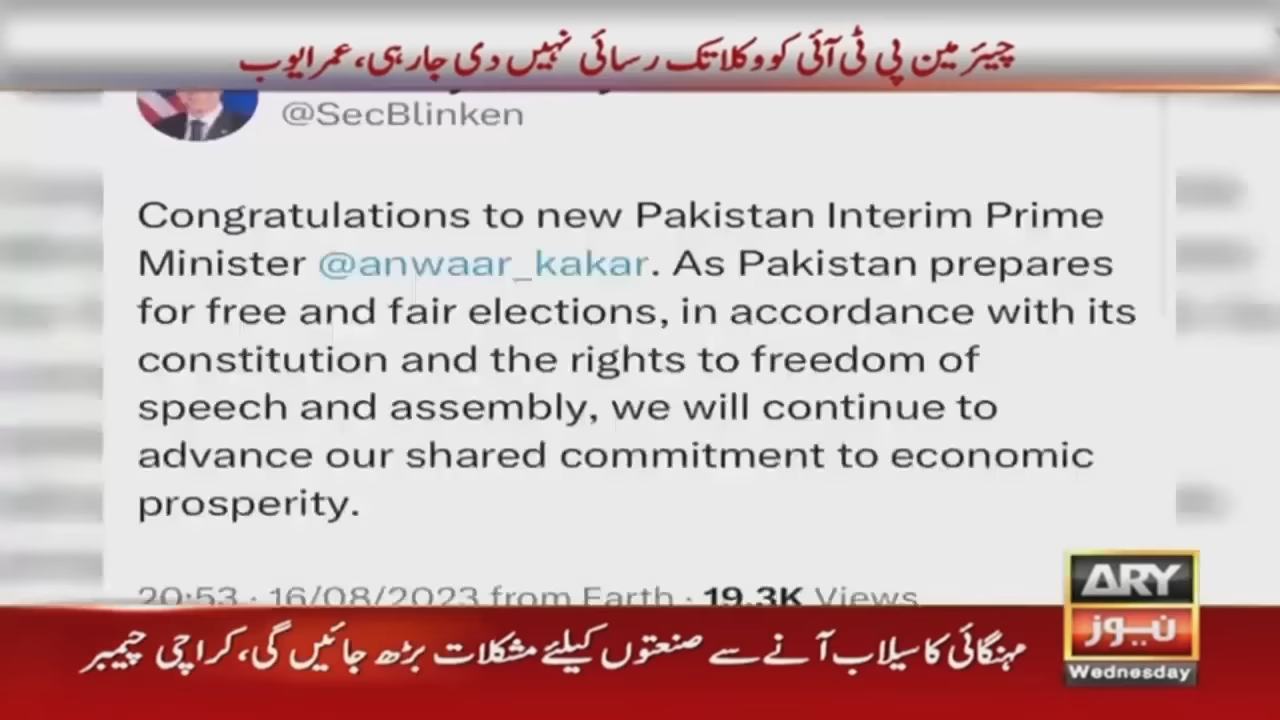 چیئرمین پی ٹی آئی کو وکلا تک رسائی نہیں دی جارہی، عمر ایوب
@SecBlinken
Congratulations to new Pakistan Interim Prime
Minister @anwaar_kakar. As Pakistan prepares
for free and fair elections, in accordance with its
constitution and the rights to freedom of
speech and assembly, we will continue to
advance our shared commitment to economic
prosperity.
20:53 · 16/08/2023 from Earth · 19.3K Views
ARY
نیوز
Wednesday
مہنگائی کا سیلاب آنے سے صنعتوں کیلئے مشکلات بڑھ جائیں گی، کراچی چیمبر